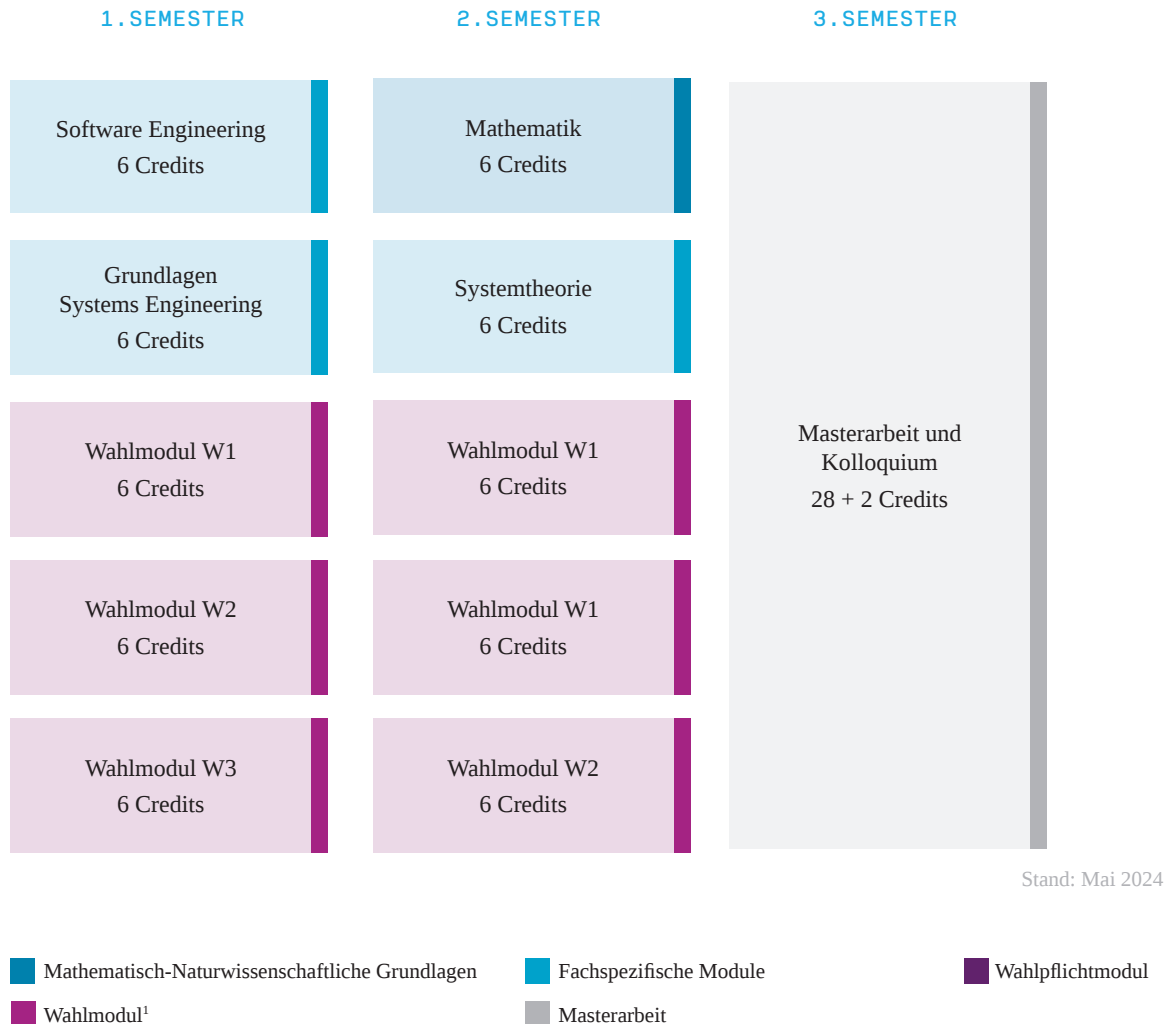 1.SEMESTER
2.SEMESTER
3.SEMESTER
Software Engineering
6 Credits
Grundlagen
Systems Engineering
6 Credits
Wahlmodul W1
6 Credits
Wahlmodul W2
6 Credits
Wahlmodul W3
6 Credits
Mathematik
6 Credits
Systemtheorie
6 Credits
Wahlmodul W1
6 Credits
Wahlmodul W1
6 Credits
Wahlmodul W2
6 Credits
Masterarbeit und
Kolloquium
28 + 2 Credits
Stand: Mai 2024
Mathematisch-Naturwissenschaftliche Grundlagen
Fachspezifische Module
Wahlpflichtmodul
Wahlmodul¹
Masterarbeit